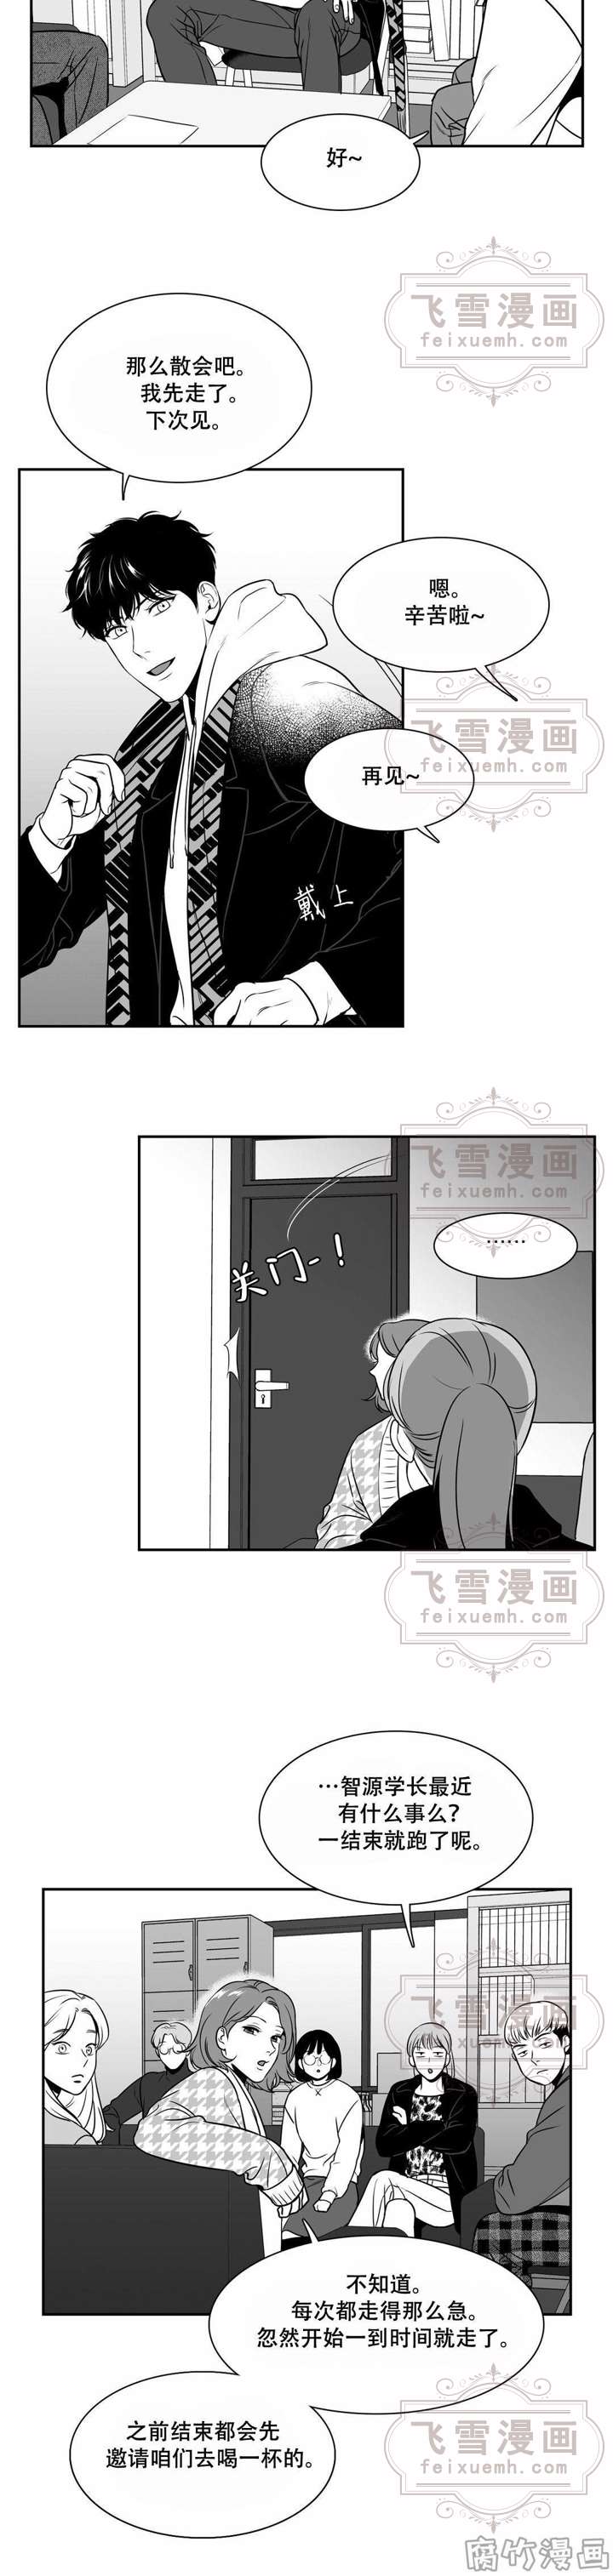 好~
飞雪漫画
feixuemh.com
那么散会吧。
我先走了。
下次见。
嗯。
辛苦啦~
飞雪漫画
feixuemh.com
再见~
戴上
飞雪漫画
feixuemh.com
……
关门-！
飞雪漫画
feixuemh.com
…智源学长最近
有什么事么?
一结束就跑了呢。
飞雪漫画
feixuemh.com
不知道。
每次都走得那么急。
忽然开始一到时间就走了。
之前结束都会先
邀请咱们去喝一杯的。
飞雪漫画
feixuemh.com
腐竹漫画